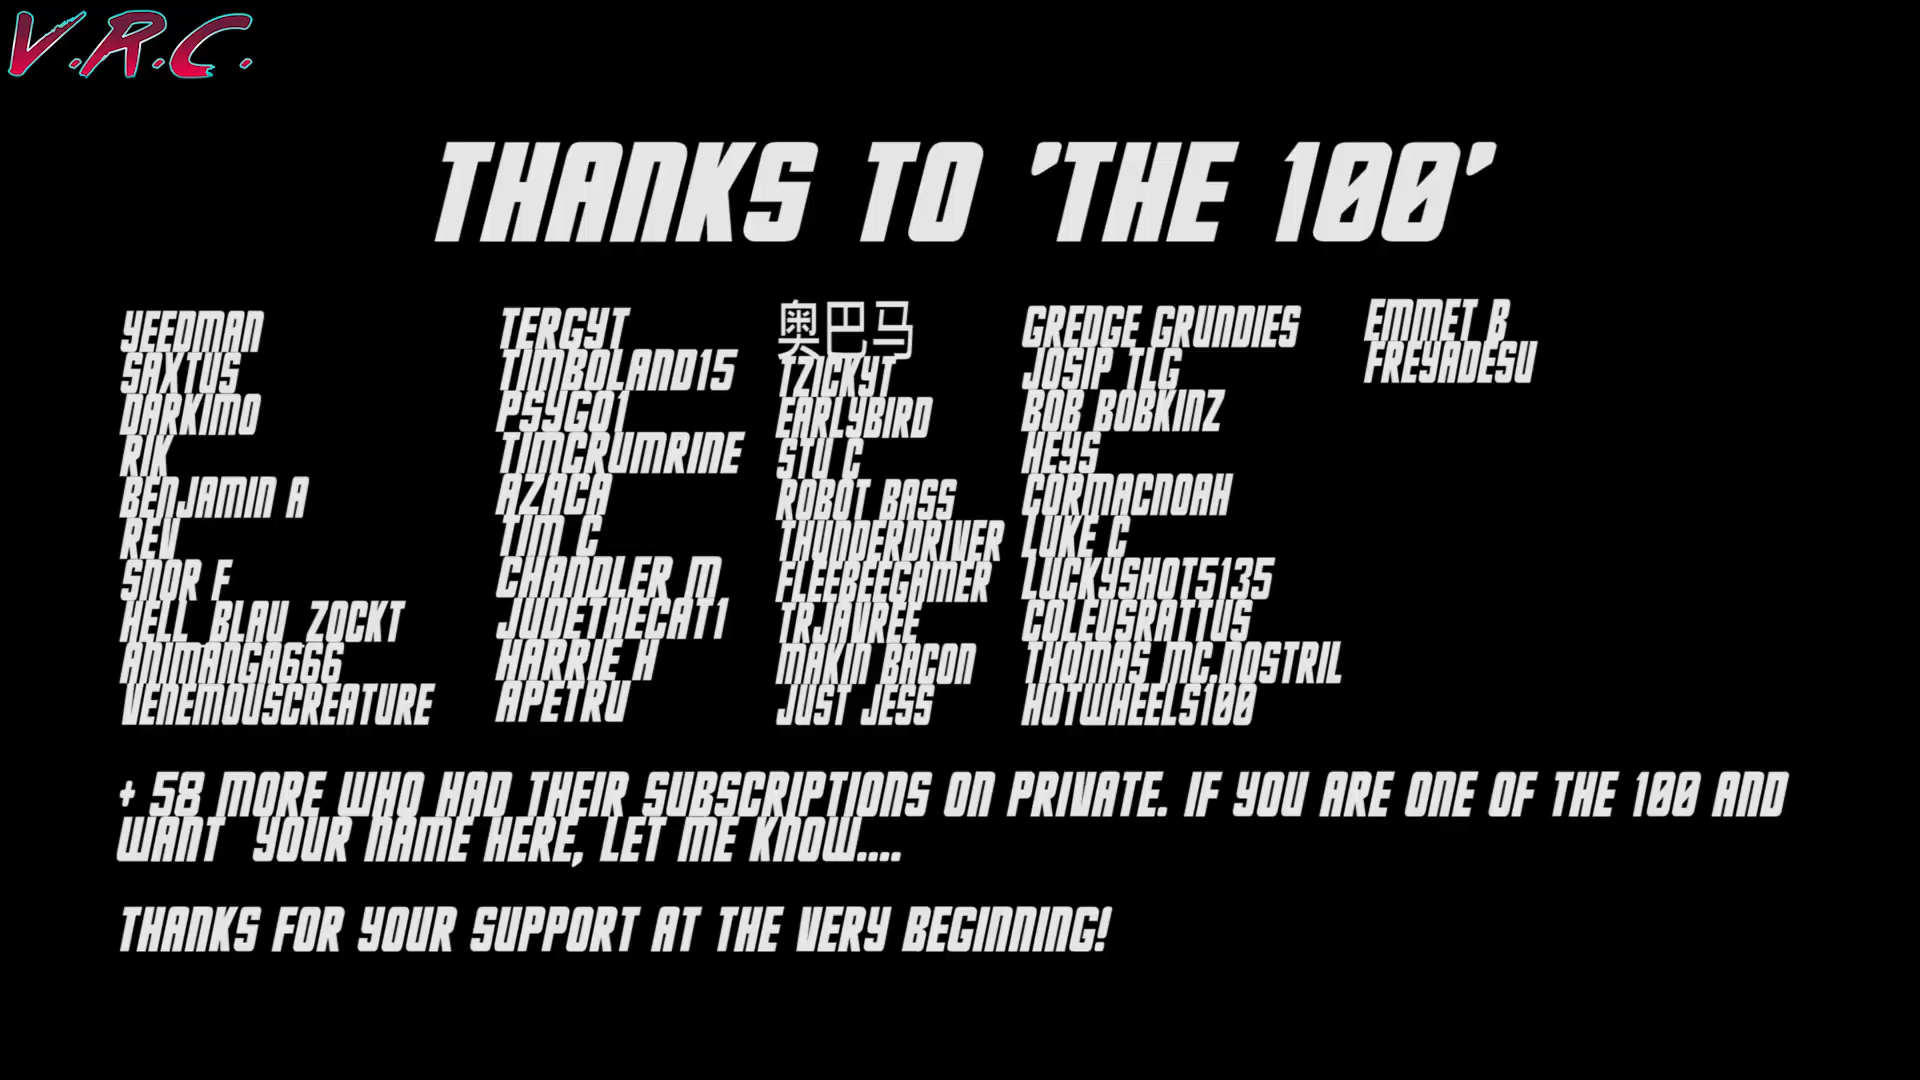 V.R.C.
THANKS TO 'THE 100'
YEEDMAN
SAXTUS
DARKIMO
RIK
BENJAMIN A
REV
SNOR F
HELL_BLAU_ZOCKT
ANIMANGA666
VENEMOUSCREATURE
TERGYT
TIMBOLAND15
PSYGO1
TIMCRUMRINE
AZACA
TIM C
CHANDLER M
JUDETHECAT1
HARRIE H
APETRU
奥巴马
TZICKYT
EARLYBIRD
STU C
ROBOT BASS
THUNDERDRIVER
FLEEBEEGAMER
TRJAVREE
MAKIN BACON
JUST JESS
GREDGE GRUNDIES
JOSIP TLG
BOB BOBKINZ
HEYS
CORMACNOAH
LUKE C
LUCKYSHOT5135
COLEUSRATTUS
THOMAS MC.NOSTRIL
HOTWHEELS100
EMMET B
FREYADESU
+ 58 MORE WHO HAD THEIR SUBSCRIPTIONS ON PRIVATE. IF YOU ARE ONE OF THE 100 AND
WANT YOUR NAME HERE, LET ME KNOW....
THANKS FOR YOUR SUPPORT AT THE VERY BEGINNING!